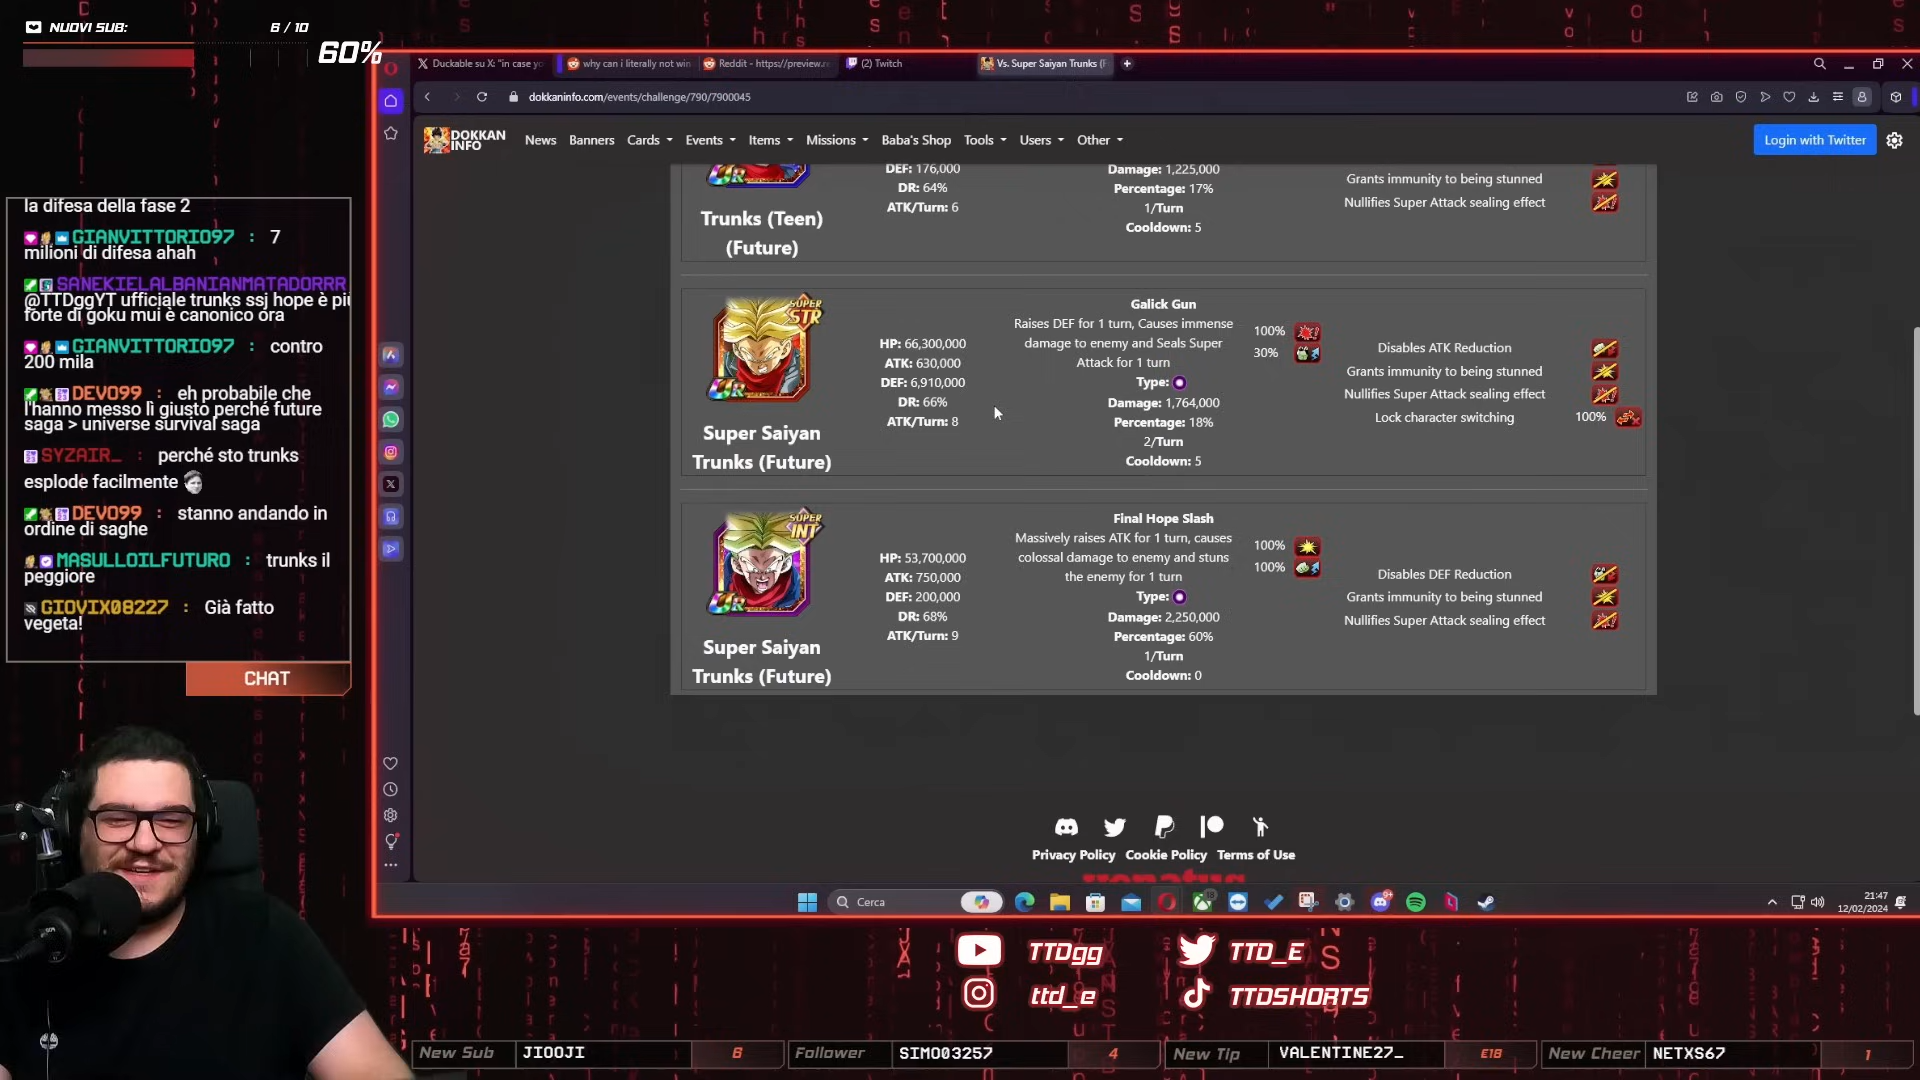 NUOVI SUB:
6 / 10
60%
Duckable su X: "in case yo
why can i literally not win
Reddit - https://preview.r
(2) Twitch
Vs. Super Saiyan Trunks (F
dokkaninfo.com/events/challenge/790/7900045
DOKKAN INFO
News
Banners
Cards
Events
Items
Missions
Baba's Shop
Tools
Users
Other
Login with Twitter
Trunks (Teen)
(Future)
DEF: 176,000
DR: 64%
ATK/Turn: 6
Damage: 1,225,000
Percentage: 17%
1/Turn
Cooldown: 5
Grants immunity to being stunned
Nullifies Super Attack sealing effect
SUPER STR
UR
Super Saiyan
Trunks (Future)
HP: 66,300,000
ATK: 630,000
DEF: 6,910,000
DR: 66%
ATK/Turn: 8
Galick Gun
Raises DEF for 1 turn, Causes immense
damage to enemy and Seals Super
Attack for 1 turn
Type:
Damage: 1,764,000
Percentage: 18%
2/Turn
Cooldown: 5
100%
30%
Disables ATK Reduction
Grants immunity to being stunned
Nullifies Super Attack sealing effect
Lock character switching
100%
SUPER INT
UR
Super Saiyan
Trunks (Future)
HP: 53,700,000
ATK: 750,000
DEF: 200,000
DR: 68%
ATK/Turn: 9
Final Hope Slash
Massively raises ATK for 1 turn, causes
colossal damage to enemy and stuns
the enemy for 1 turn
Type:
Damage: 2,250,000
Percentage: 60%
1/Turn
Cooldown: 0
100%
100%
Disables DEF Reduction
Grants immunity to being stunned
Nullifies Super Attack sealing effect
Privacy Policy
Cookie Policy
Terms of Use
Cerca
21:47
12/02/2024
la difesa della fase 2
GIANVITTORIO97 : 7
milioni di difesa ahah
SANEKIELALBANIANMATADORRR
@TTDggYT ufficiale trunks ssj hope è più
forte di goku mui è canonico ora
GIANVITTORIO97 : contro
200 mila
DEVO99 : eh probabile che
l'hanno messo lì giusto perché future
saga > universe survival saga
SYZAIR_ : perché sto trunks
esplode facilmente
DEVO99 : stanno andando in
ordine di saghe
MASULLOILFUTURO : trunks il
peggiore
GIOVIX08227 : Già fatto
vegeta!
CHAT
TTDgg
TTD_E
ttd_e
TTDSHORTS
New Sub
JIOOJI
6
Follower
SIMO03257
4
New Tip
VALENTINE27_
€18
New Cheer
NETXS67
1